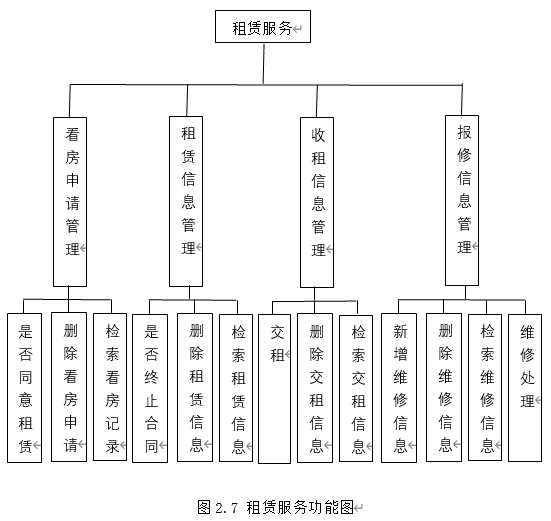 租赁服务
看房申请管理
租赁信息管理
收租信息管理
报修信息管理
是否同意租赁
删除看房申请
检索看房记录
是否终止合同
删除租赁信息
检索租赁信息
交租
删除交租信息
检索交租信息
新增维修信息
删除维修信息
检索维修信息
维修处理
图 2.7 租赁服务功能图